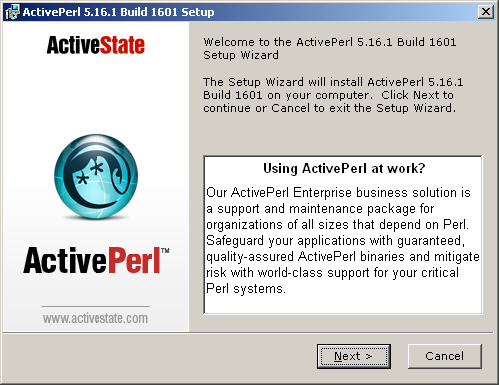 ActivePerl 5.16.1 Build 1601 Setup
ActiveState
Welcome to the ActivePerl 5.16.1 Build 1601
Setup Wizard
The Setup Wizard will install ActivePerl 5.16.1
Build 1601 on your computer. Click Next to
continue or Cancel to exit the Setup Wizard.
Using ActivePerl at work?
Our ActivePerl Enterprise business solution is
a support and maintenance package for
organizations of all sizes that depend on Perl.
Safeguard your applications with guaranteed,
quality-assured ActivePerl binaries and mitigate
risk with world-class support for your critical
Perl systems.
ActivePerl™
www.activestate.com
Next >
Cancel